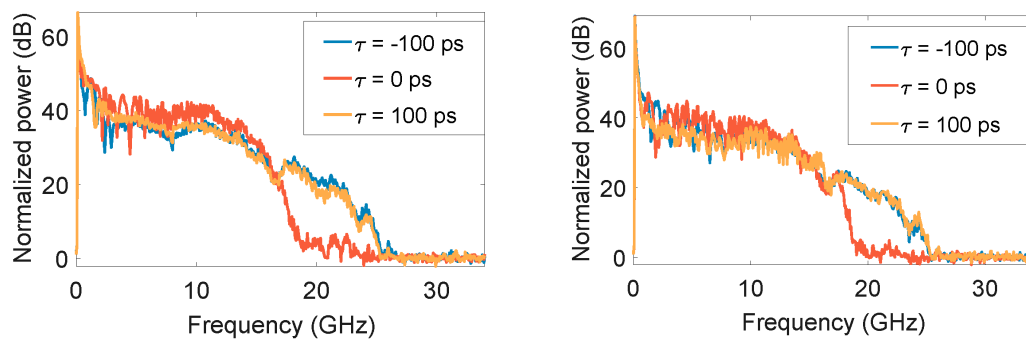 Normalized power (dB)
60
40
20
0
0 10 20 30
Frequency (GHz)
τ = -100 ps
τ = 0 ps
τ = 100 ps
Normalized power (dB)
60
40
20
0
0 10 20 30
Frequency (GHz)
τ = -100 ps
τ = 0 ps
τ = 100 ps